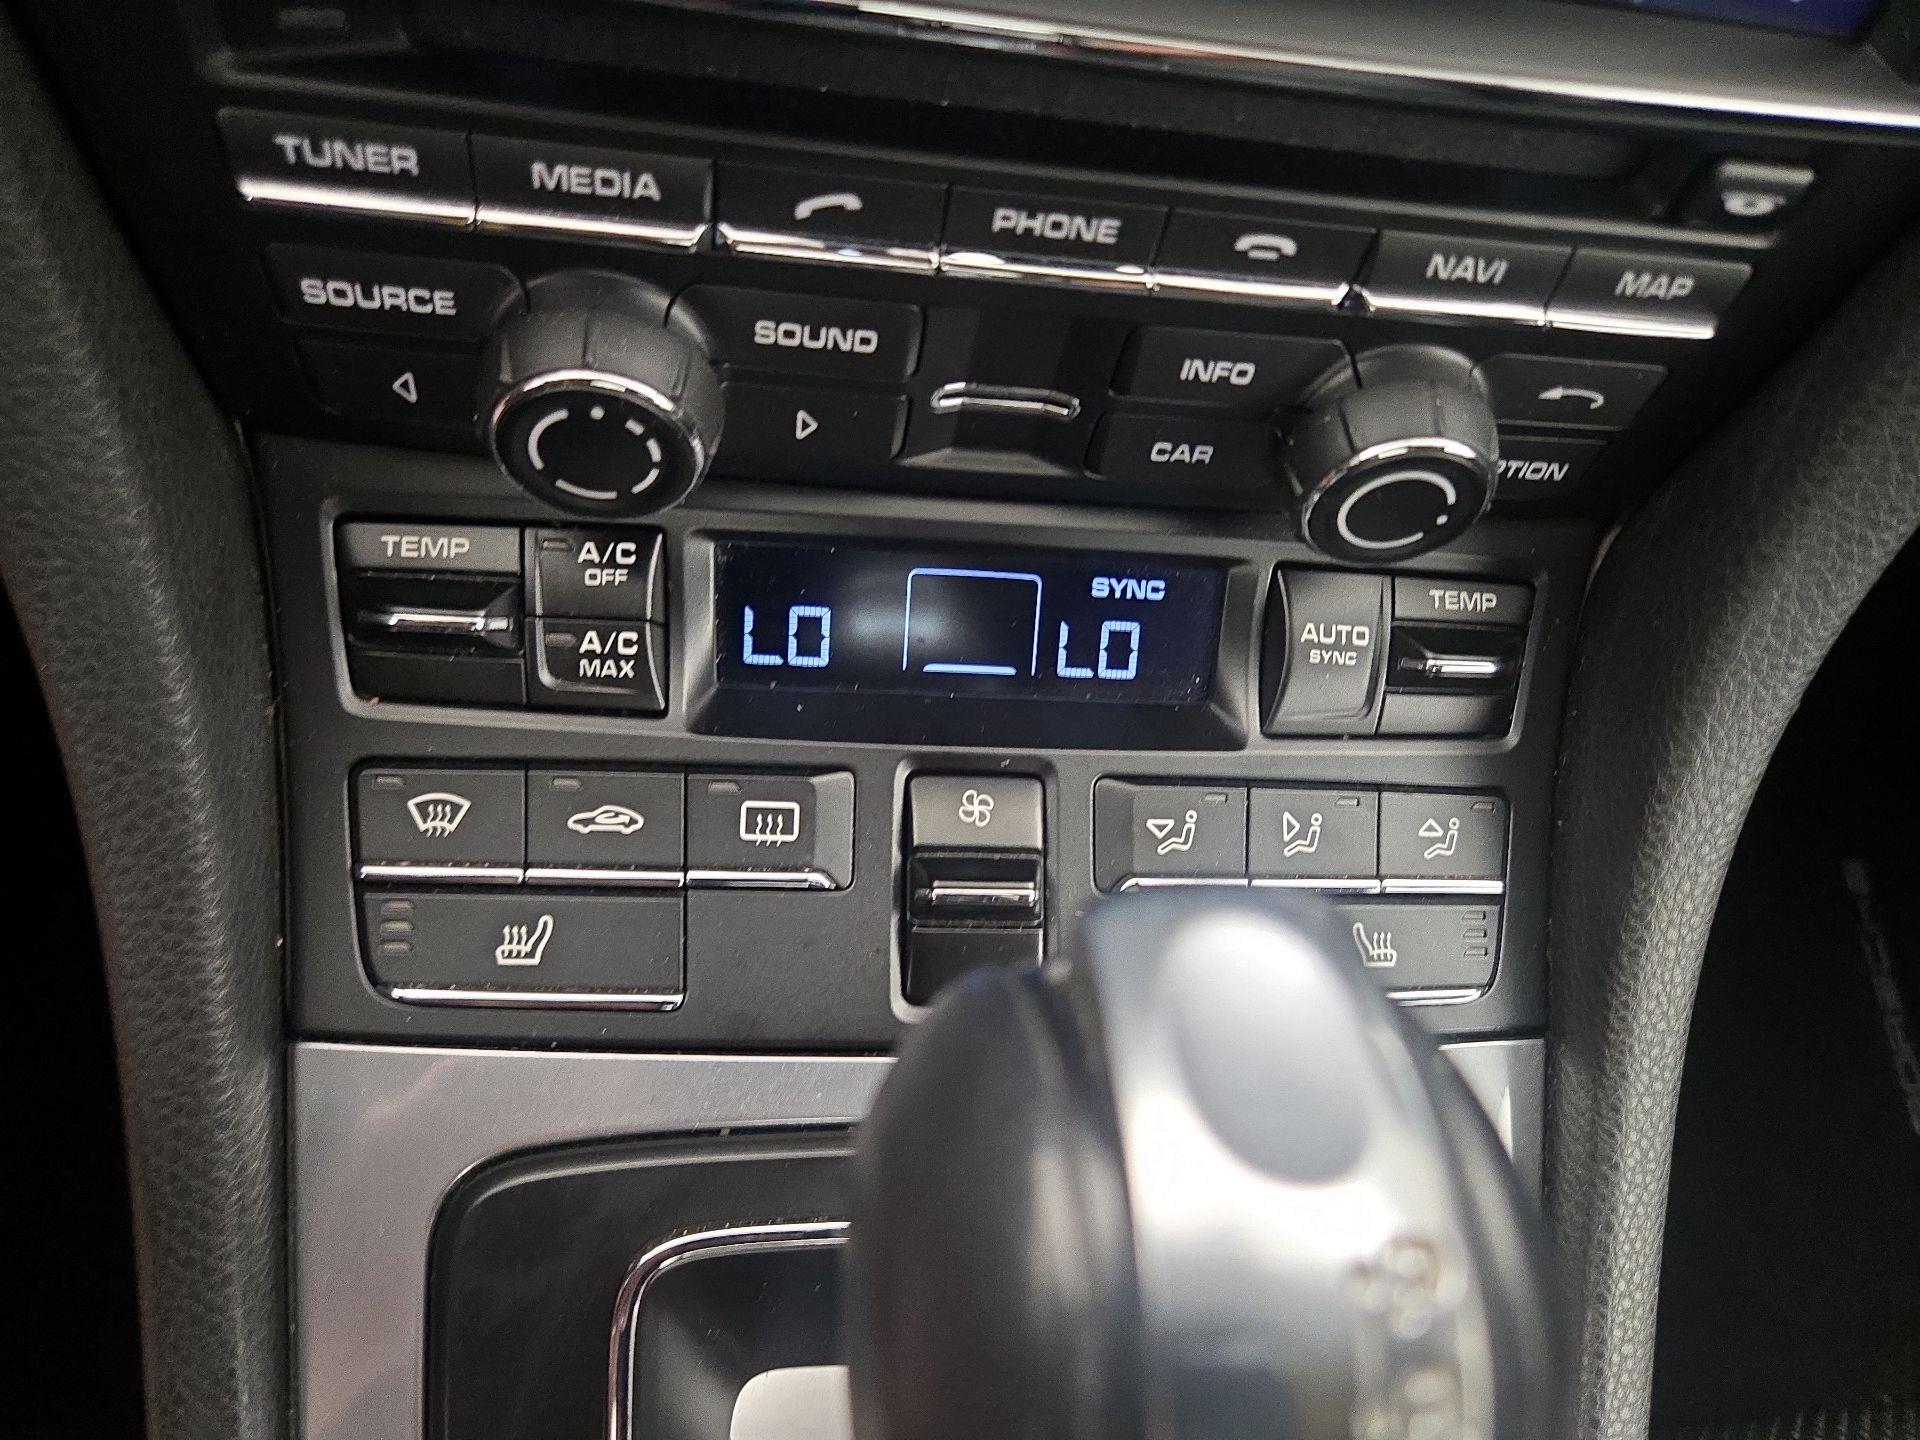 TUNER MEDIA PHONE NAVI MAP
SOURCE SOUND INFO
CAR
TEMP A/C OFF SYNC TEMP
LO LO AUTO SYNC
A/C MAX